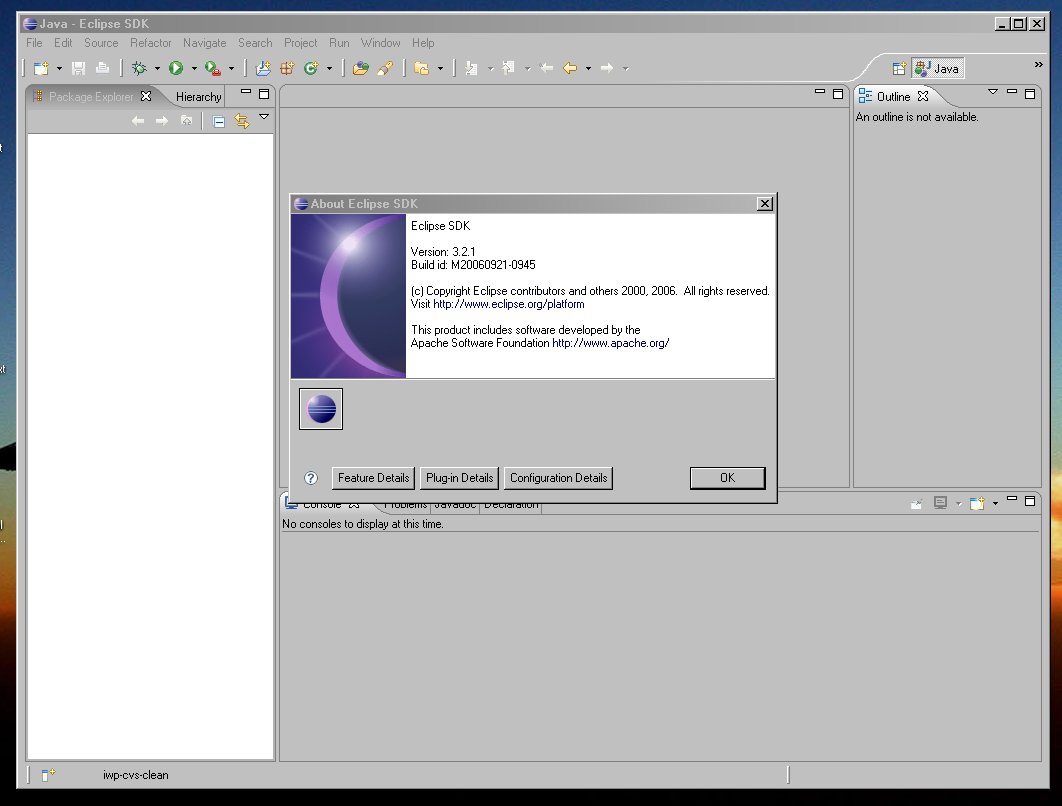 Java - Eclipse SDK
File Edit Source Refactor Navigate Search Project Run Window Help
Java »
Package Explorer Hierarchy
Outline
An outline is not available.
About Eclipse SDK
Eclipse SDK
Version: 3.2.1
Build id: M20060921-0945
(c) Copyright Eclipse contributors and others 2000, 2006. All rights reserved.
Visit http://www.eclipse.org/platform
This product includes software developed by the
Apache Software Foundation http://www.apache.org/
? Feature Details Plug-in Details Configuration Details OK
Console Problems Javadoc Declaration
No consoles to display at this time.
iwp-cvs-clean